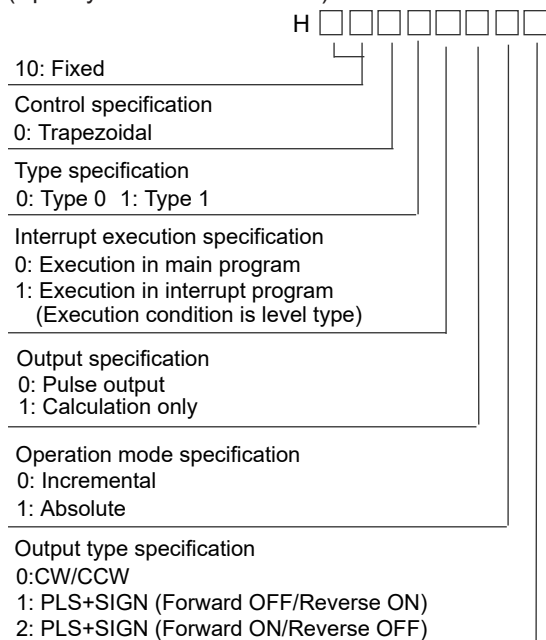 H □□□□□□□□
10: Fixed
Control specification
0: Trapezoidal
Type specification
0: Type 0 1: Type 1
Interrupt execution specification
0: Execution in main program
1: Execution in interrupt program
(Execution condition is level type)
Output specification
0: Pulse output
1: Calculation only
Operation mode specification
0: Incremental
1: Absolute
Output type specification
0:CW/CCW
1: PLS+SIGN (Forward OFF/Reverse ON)
2: PLS+SIGN (Forward ON/Reverse OFF)